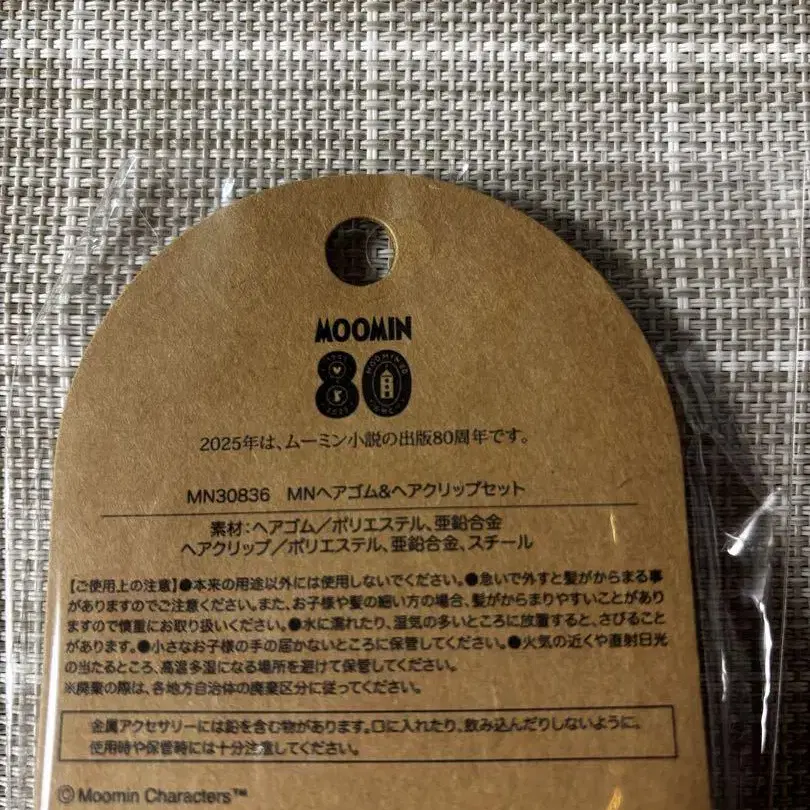 MOOMIN
80
2025年は、ムーミン小説の出版80周年です。
MN30836 MNヘアゴム&ヘアクリップセット
素材:ヘアゴム/ポリエステル、亜鉛合金
ヘアクリップ/ポリエステル、亜鉛合金、スチール
【ご使用上の注意】●本来の用途以外には使用しないでください。●急いで外すと髪がからまる事
がありますのでご注意ください。また、お子様や髪の細い方の場合、髪がからまりやすいことがあり
ますので慎重にお取り扱いください。●水に濡れたり、湿気の多いところに放置すると、さびること
があります。●小さなお子様の手の届かないところに保管してください。●火気の近くや直射日光
の当たるところ、高温多湿になる場所を避けて保管してください。
※廃棄の際は、各地方自治体の廃棄区分に従ってください。
金属アクセサリーには鉛を含む物があります。口に入れたり、飲み込んだりしないように、
使用時や保管時には十分注意してください。
© Moomin Characters™